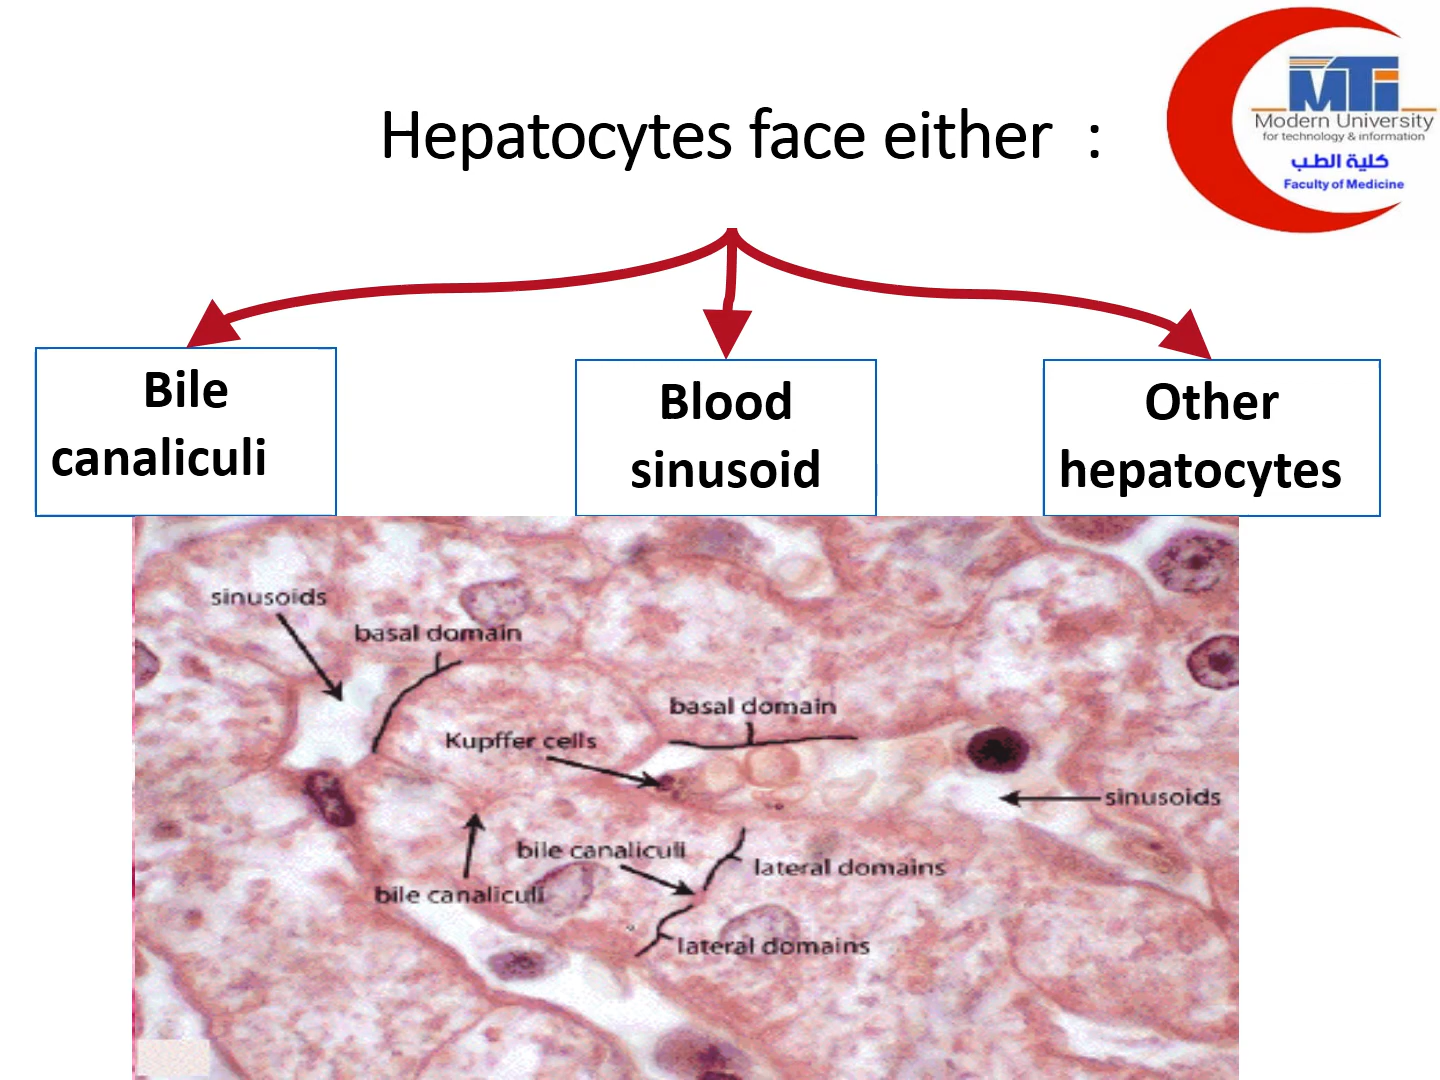 Hepatocytes face either :
MTi
Modern University
for technology & information
كلية الطب
Faculty of Medicine
Bile
canaliculi
Blood
sinusoid
Other
hepatocytes
sinusoids
basal domain
basal domain
Kupffer cells
sinusoids
bile canaliculi
lateral domains
bile canaliculi
lateral domains